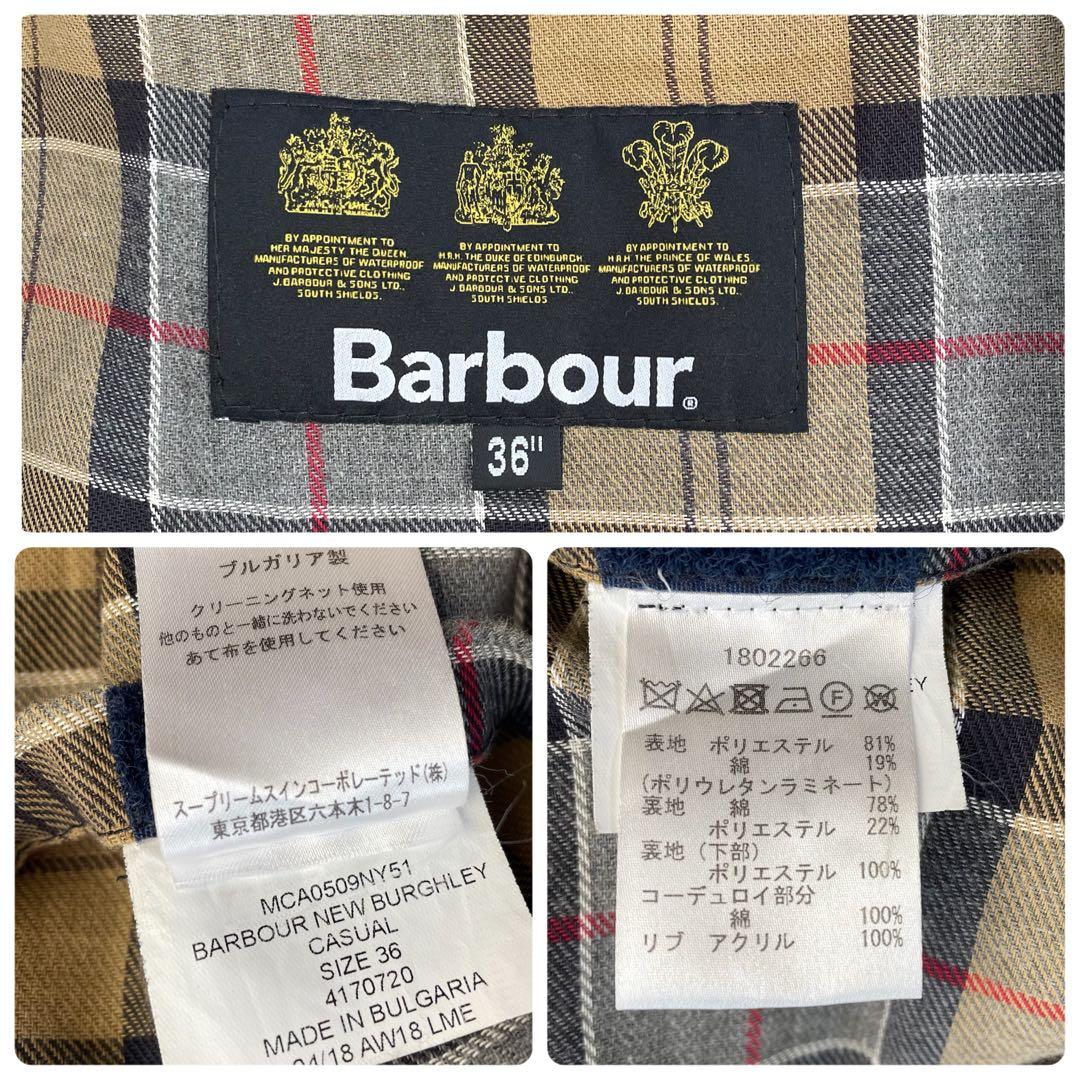 BY APPOINTMENT TO
HER MAJESTY THE QUEEN
MANUFACTURERS OF WATERPROOF
AND PROTECTIVE CLOTHING
J. BARBOUR & SONS LTD.,
SOUTH SHIELDS.
BY APPOINTMENT TO
H.R.H. THE DUKE OF EDINBURGH
MANUFACTURERS OF WATERPROOF
AND PROTECTIVE CLOTHING
J. BARBOUR & SONS LTD.,
SOUTH SHIELDS
BY APPOINTMENT TO
H.R.H. THE PRINCE OF WALES.
MANUFACTURERS OF WATERPROOF
AND PROTECTIVE CLOTHING
J. BARBOUR & SONS LTD.,
SOUTH SHIELDS.
Barbour®
36"
ブルガリア製
クリーニングネット使用
他のものと一緒に洗わないでください
あて布を使用してください
スープリームスインコーポレーテッド(株)
東京都港区六本木1-8-7
MCA0509NY51
BARBOUR NEW BURGHLEY
CASUAL
SIZE 36
4170720
MADE IN BULGARIA
04/18 AW18 LME
1802266
EY
表地 ポリエステル 81%
綿 19%
(ポリウレタンラミネート)
裏地 綿 78%
ポリエステル 22%
裏地(下部)
ポリエステル 100%
コーデュロイ部分
綿 100%
リブ アクリル 100%